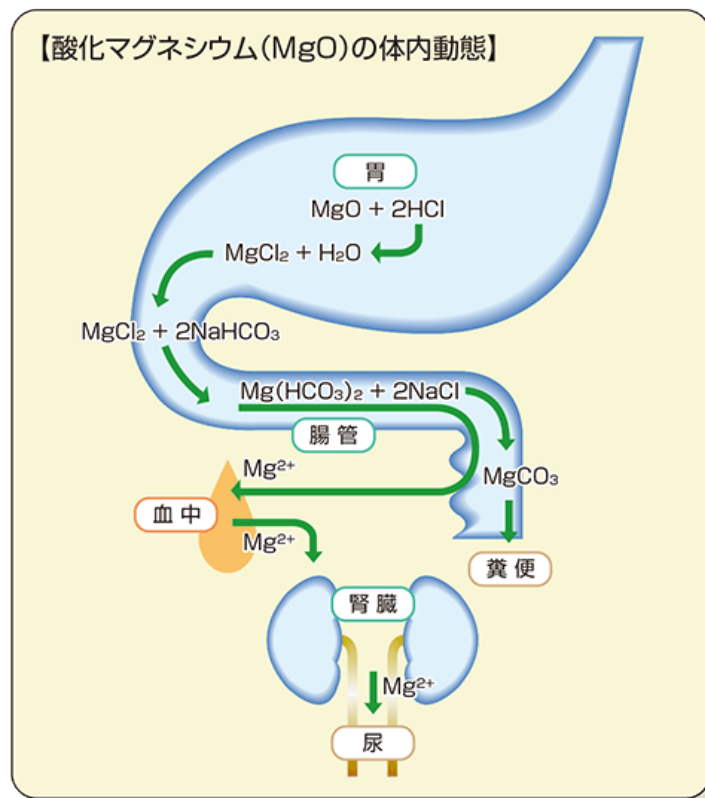 【酸化マグネシウム(MgO)の体内動態】
胃
MgO + 2HCl
MgCl₂ + H₂O
MgCl₂ + 2NaHCO₃
Mg(HCO₃)₂ + 2NaCl
腸管
Mg²⁺
MgCO₃
血中
Mg²⁺
糞便
腎臓
Mg²⁺
尿